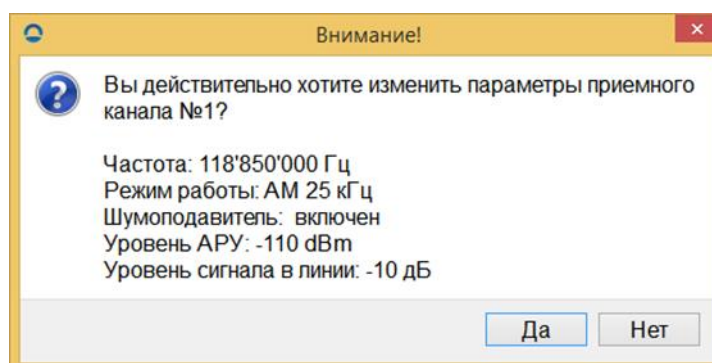 Внимание!
Вы действительно хотите изменить параметры приемного
канала №1?
Частота: 118'850'000 Гц
Режим работы: АМ 25 кГц
Шумоподавитель:  включен
Уровень АРУ: -110 dBm
Уровень сигнала в линии: -10 дБ
Да Нет